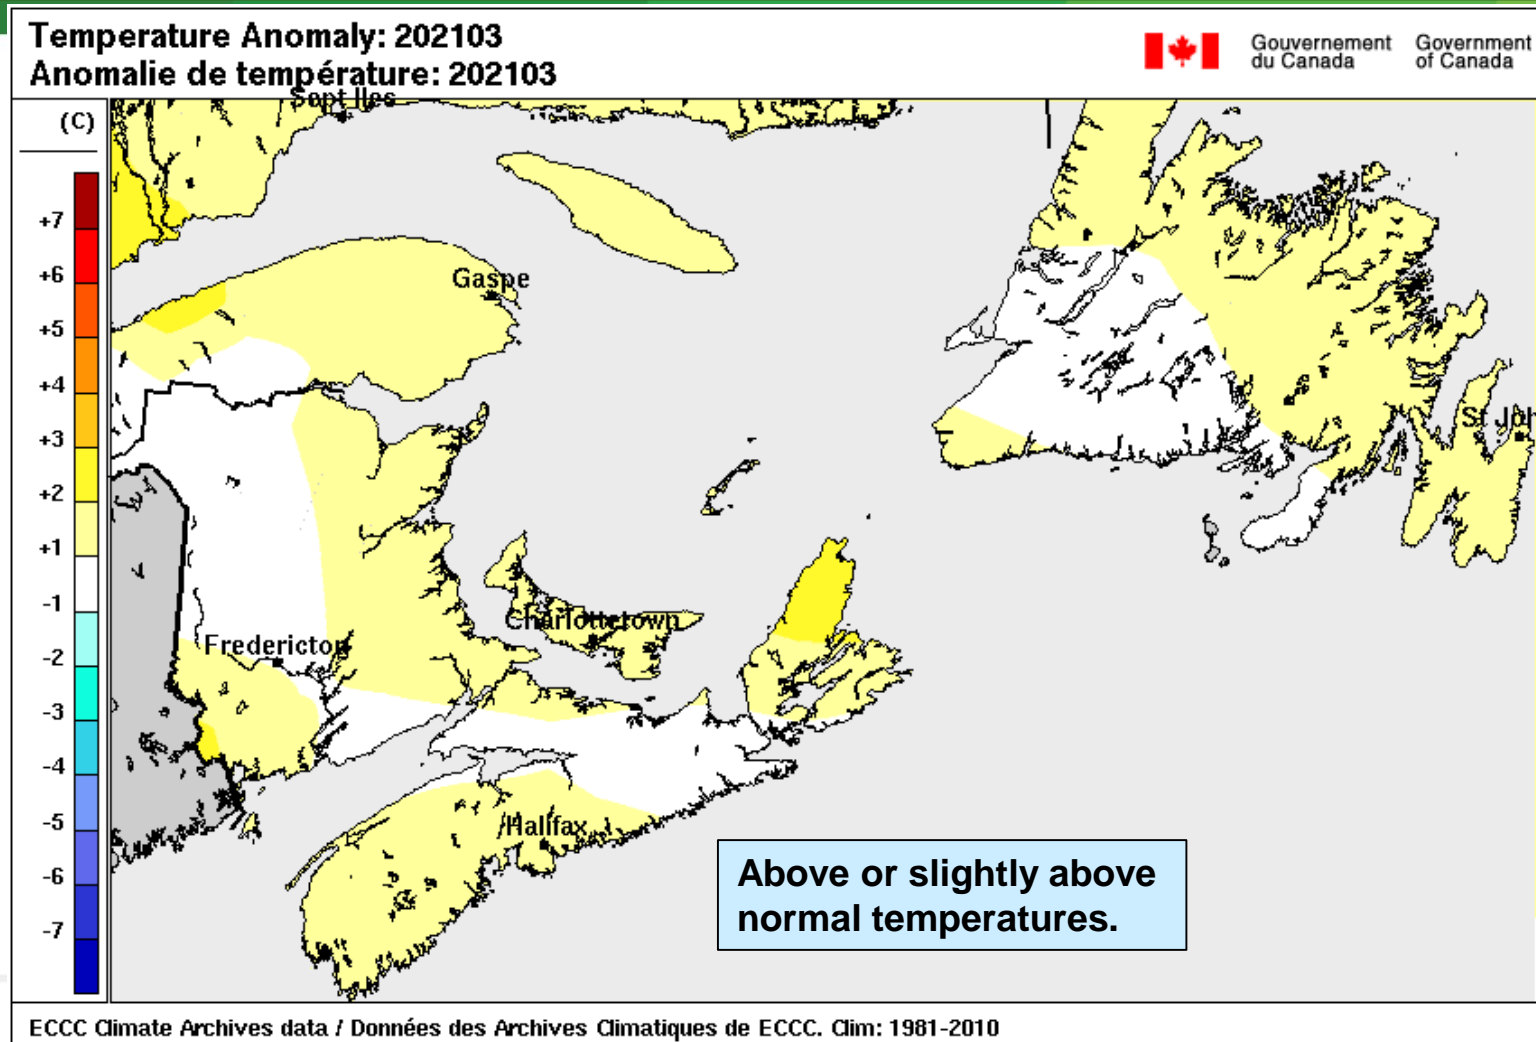 Temperature Anomaly: 202103
Anomalie de température: 202103
Gouvernement du Canada
Government of Canada
(C)
+7
+6
+5
+4
+3
+2
+1
-1
-2
-3
-4
-5
-6
-7
Sept Iles
Gaspe
St Joh
Charlottetown
Fredericton
Halifax
Above or slightly above
normal temperatures.
ECCC Climate Archives data / Données des Archives Climatiques de ECCC. Clim: 1981-2010